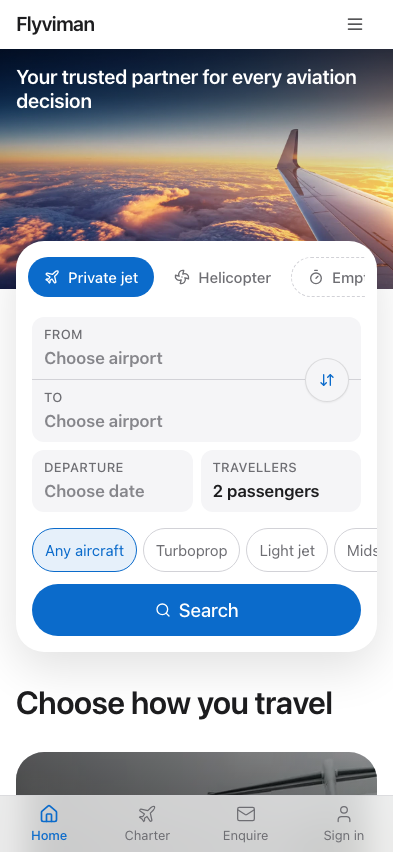 Flyviman
Your trusted partner for every aviation
decision
Private jet
Helicopter
FROM
Choose airport
TO
Choose airport
DEPARTURE
Choose date
TRAVELLERS
2 passengers
Any aircraft
Turboprop
Light jet
Mids
Search
Choose how you travel
Home
Charter
Enquire
Sign in